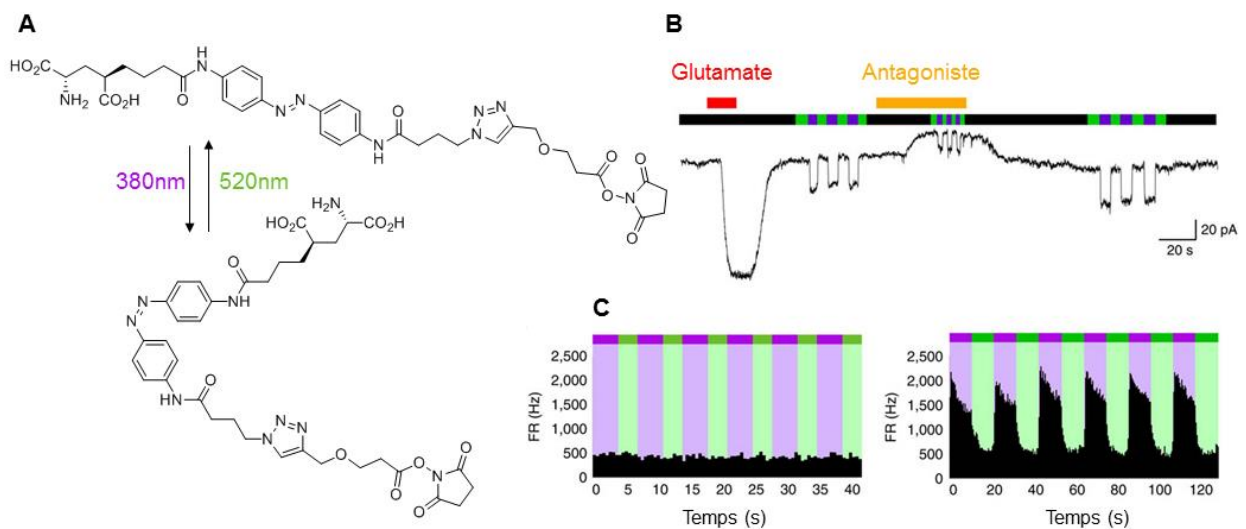 A
HO₂C
NH₂
CO₂H
O
H
N
N
N
N
H
O
N
N
N
O
O
O
N
O
O
380nm
520nm
H₂N
HO₂C
CO₂H
O
N
H
N
N
N
H
O
N
N
N
O
O
O
N
O
O
B
Glutamate
Antagoniste
20 pA
20 s
C
FR (Hz)
2,500
2,000
1,500
1,000
500
0
0 5 10 15 20 25 30 35 40
Temps (s)
FR (Hz)
2,500
2,000
1,500
1,000
500
0
0 20 40 60 80 100 120
Temps (s)